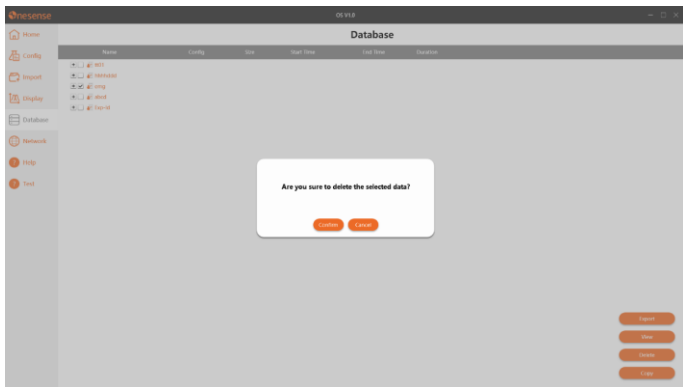 Onesense
OS V1.0
Home
Config
Import
Display
Database
Network
Help
Test
Database
Name Config Size Start Time End Time Duration
Are you sure to delete the selected data?
Confirm Cancel
Export
Delete